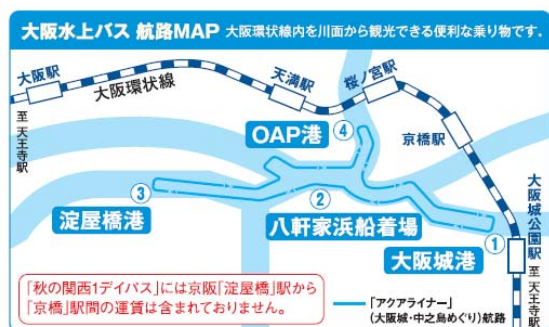 大阪水上バス 航路MAP 大阪環状線内を川面から観光できる便利な乗り物です。
大阪駅
大阪環状線
天満駅
桜ノ宮駅
至 天王寺駅
OAP港
④
京橋駅
③
淀屋橋港
②
八軒家浜船着場
大阪城公園駅
①
大阪城港
至 天王寺駅
「秋の関西1デイパス」には京阪「淀屋橋」駅から
「京橋」駅間の運賃は含まれておりません。
「アクアライナー」
(大阪城・中之島めぐり)航路